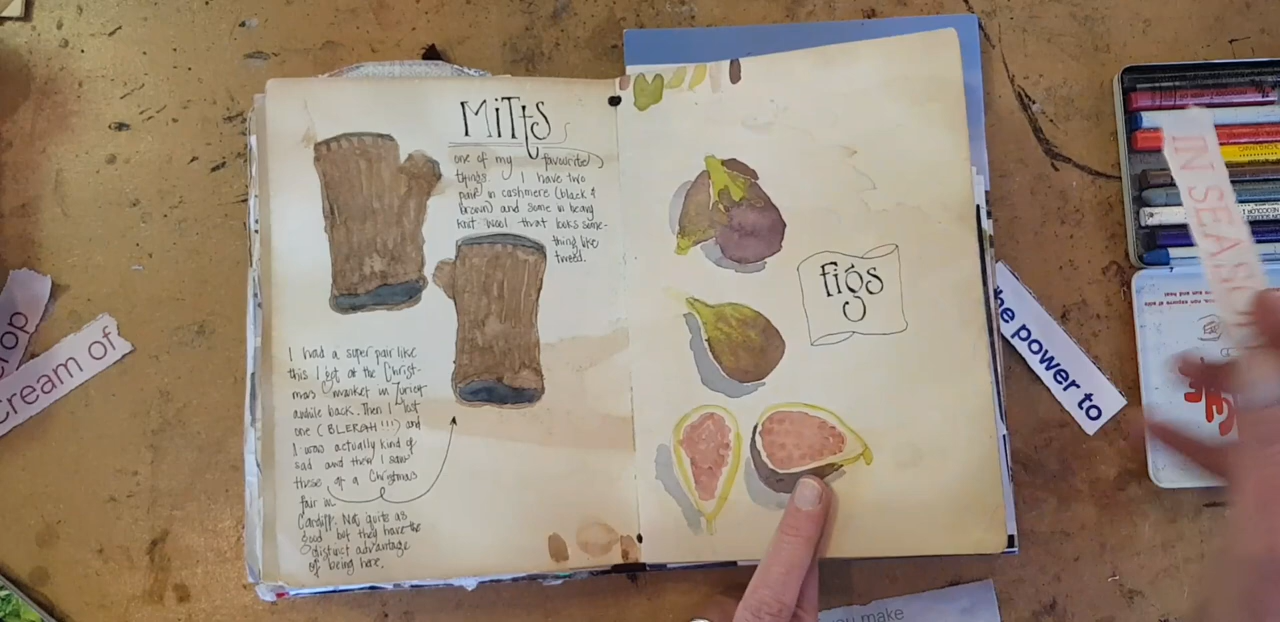 Mitts
one of my favourite
things. I have two
pair in cashmere (black &
brown) and some in being
knit wool that looks some-
thing like
tweed.
I had a super pair like
this I got at the Christ-
mas market in Zurich
awhile back. Then I lost
one (BLERGH!!!) and
I was actually kind of
sad and then I saw
these at a Christmas
fair in
Cardiff. Not quite as
good but they have the
distinct advantage
of being here.
figs
cream of
the power to
IN SEAS
you make